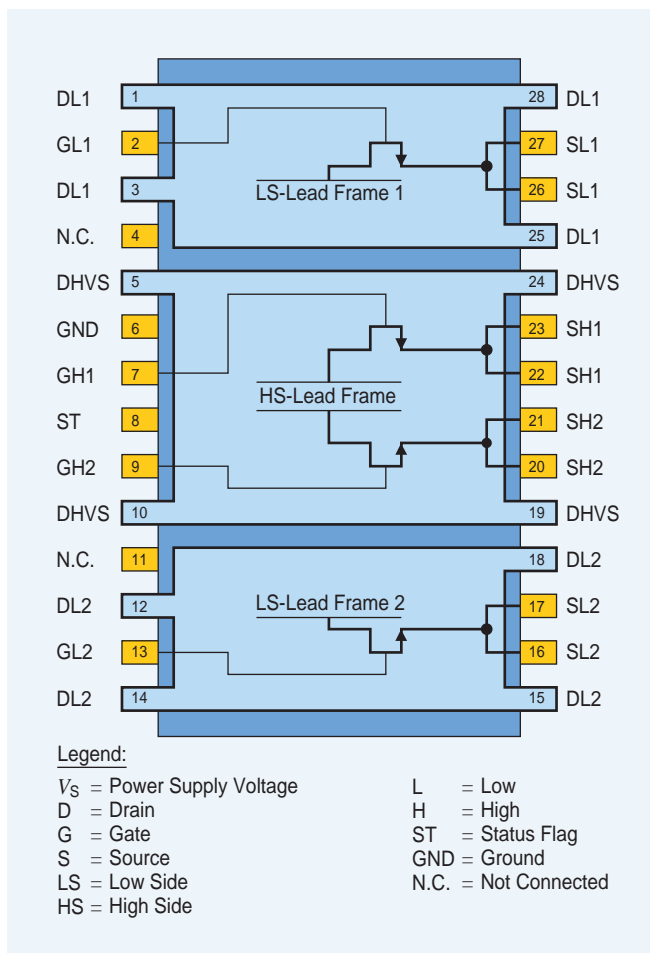 DL1 1 28 DL1
GL1 2 27 SL1
DL1 3 LS-Lead Frame 1 26 SL1
N.C. 4 25 DL1
DHVS 5 24 DHVS
GND 6 23 SH1
GH1 7 22 SH1
HS-Lead Frame
ST 8 21 SH2
GH2 9 20 SH2
DHVS 10 19 DHVS
N.C. 11 18 DL2
DL2 12 LS-Lead Frame 2 17 SL2
GL2 13 16 SL2
DL2 14 15 DL2
Legend:
VS = Power Supply Voltage
D = Drain
G = Gate
S = Source
LS = Low Side
HS = High Side
L = Low
H = High
ST = Status Flag
GND = Ground
N.C. = Not Connected